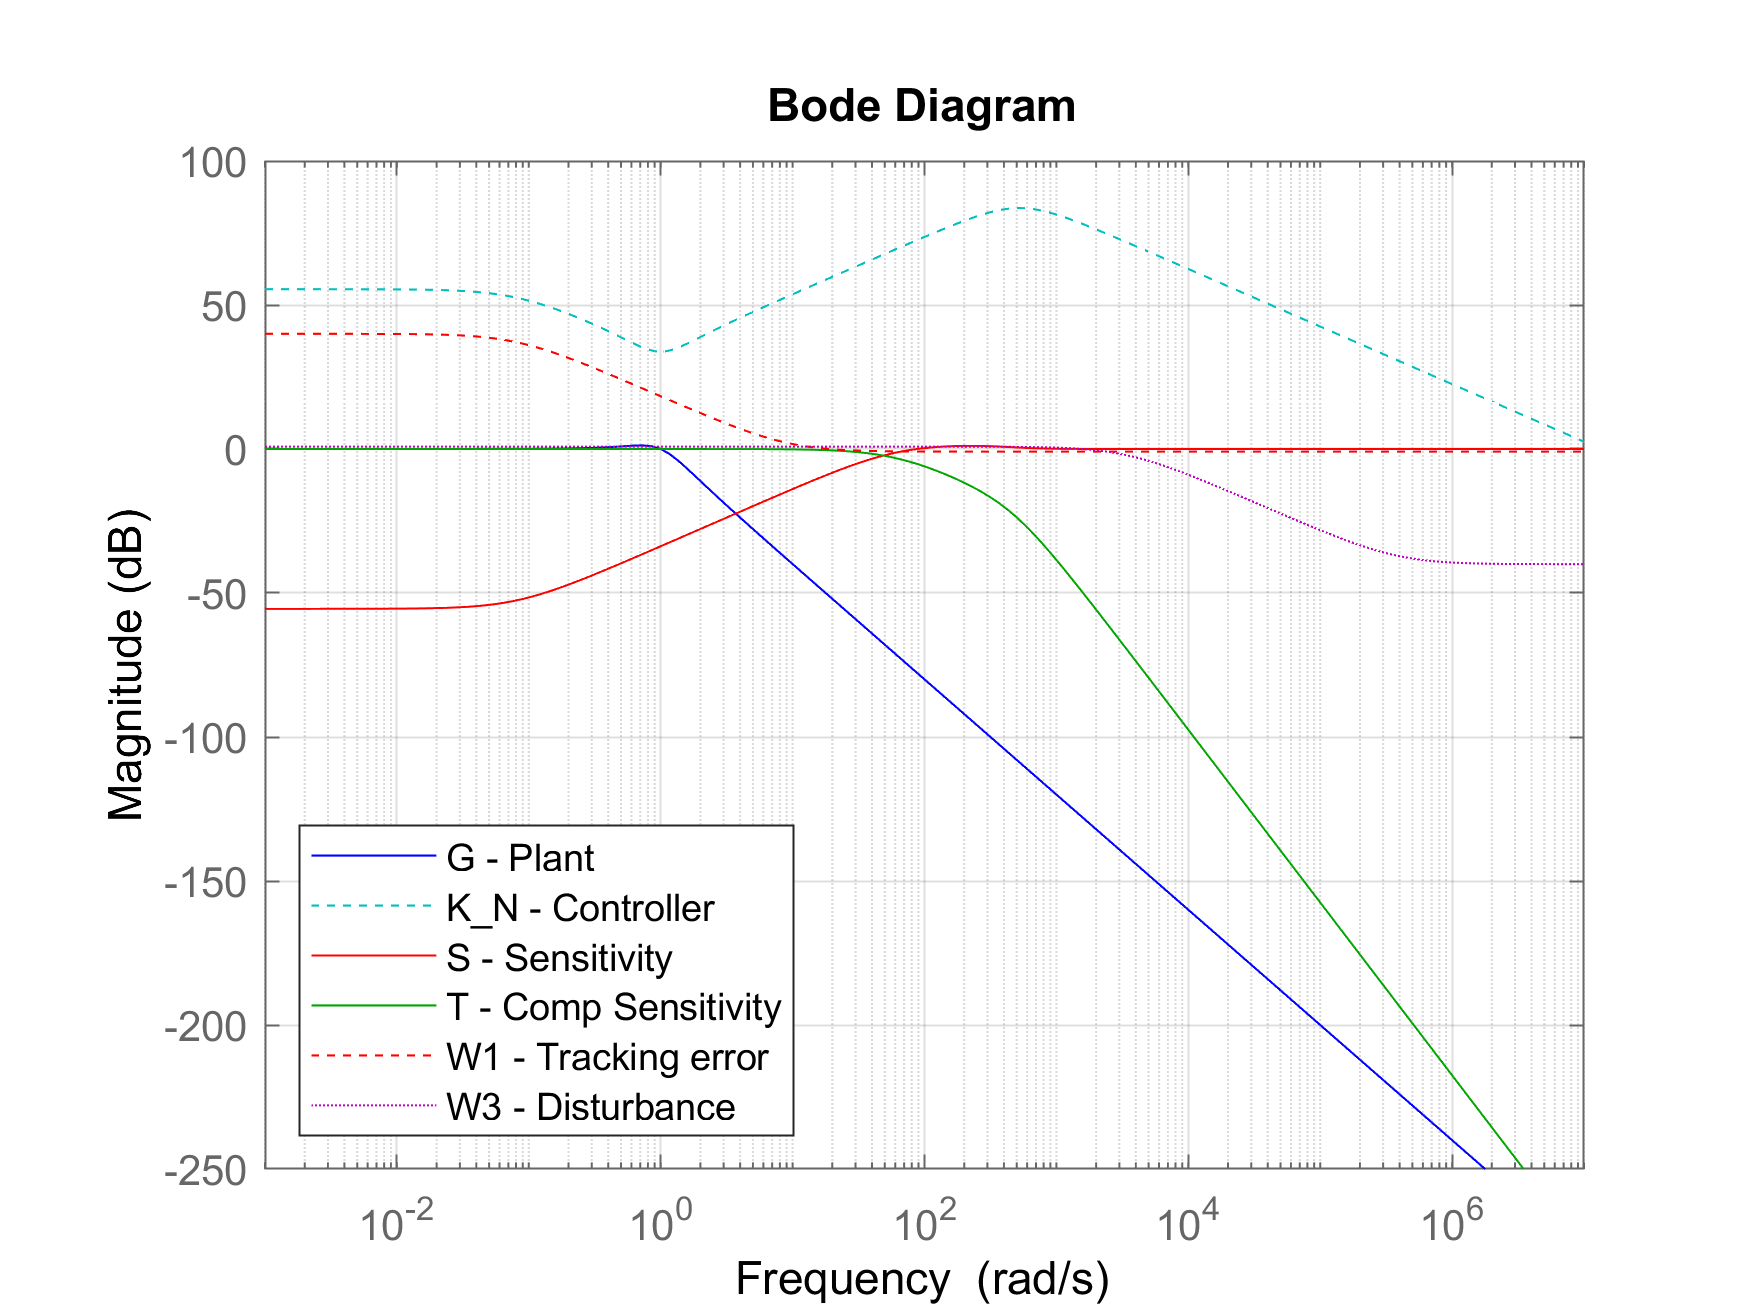 Bode Diagram
100
50
0
-50
-100
-150
-200
-250
Magnitude (dB)
G - Plant
K_N - Controller
S - Sensitivity
T - Comp Sensitivity
W1 - Tracking error
W3 - Disturbance
10^-2 10^0 10^2 10^4 10^6
Frequency (rad/s)